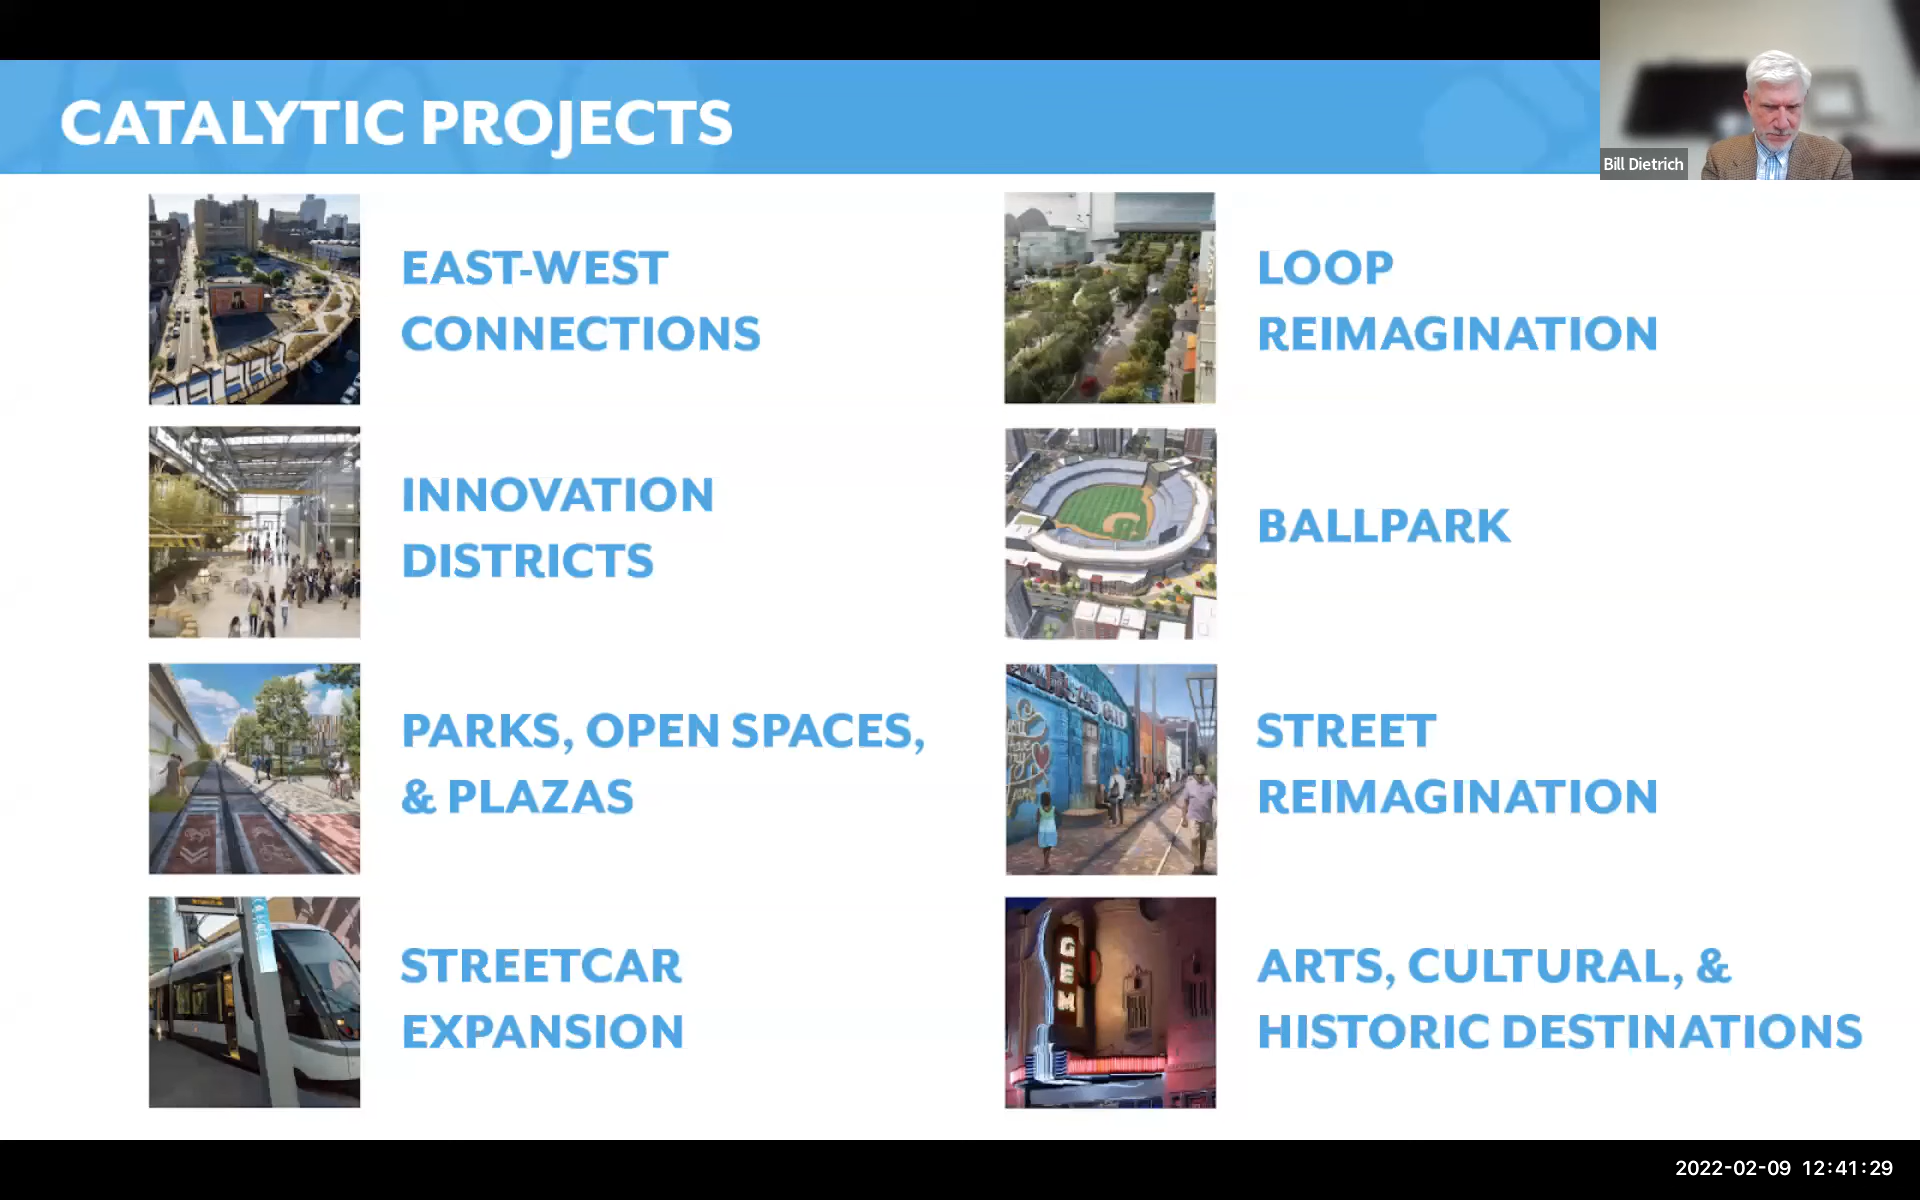 CATALYTIC PROJECTS
Bill Dietrich
EAST-WEST
CONNECTIONS
LOOP
REIMAGINATION
INNOVATION
DISTRICTS
BALLPARK
PARKS, OPEN SPACES,
& PLAZAS
STREET
REIMAGINATION
STREETCAR
EXPANSION
GEM
ARTS, CULTURAL, &
HISTORIC DESTINATIONS
2022-02-09 12:41:29